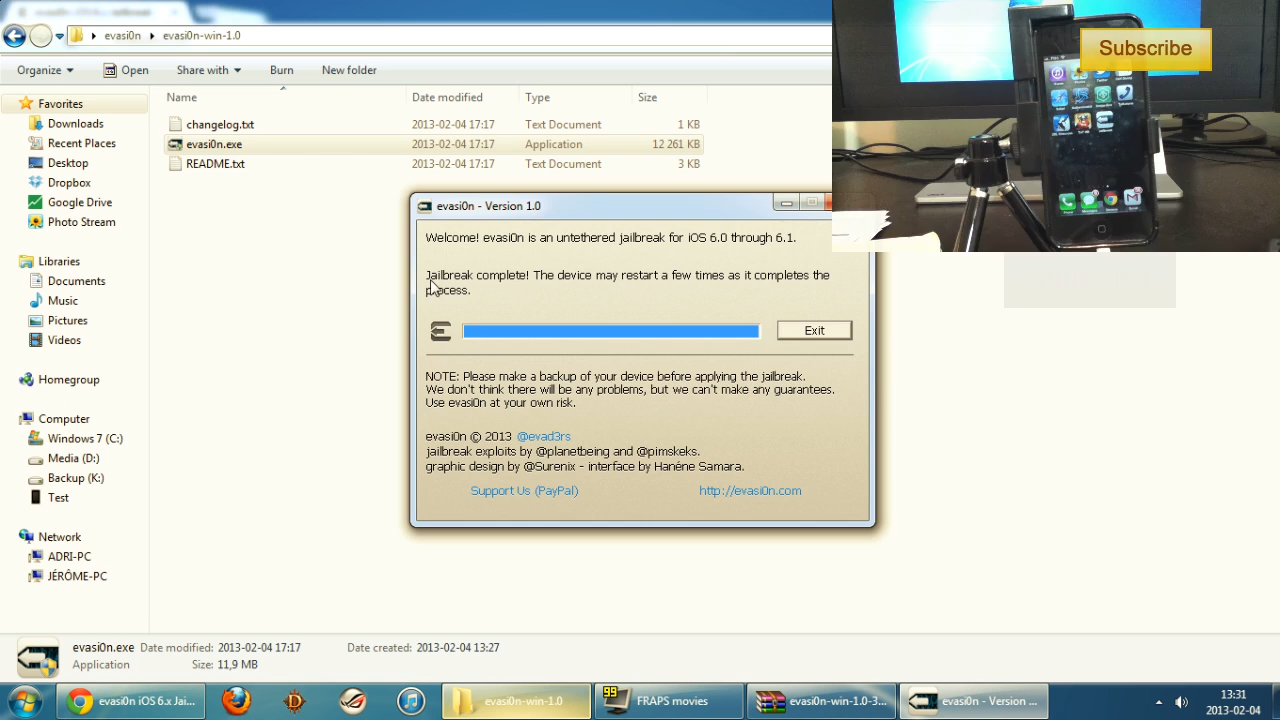 evasi0n
evasi0n-win-1.0
Subscribe
Organize
Open
Share with
Burn
New folder
Name
Date modified
Type
Size
Favorites
Downloads
Recent Places
Desktop
Dropbox
Google Drive
Photo Stream
Libraries
Documents
Music
Pictures
Videos
Homegroup
Computer
Windows 7 (C:)
Media (D:)
Backup (K:)
Test
Network
ADRI-PC
JÉRÔME-PC
changelog.txt 2013-02-04 17:17 Text Document 1 KB
evasi0n.exe 2013-02-04 17:17 Application 12 261 KB
README.txt 2013-02-04 17:17 Text Document 3 KB
evasi0n - Version 1.0
Welcome! evasi0n is an untethered jailbreak for iOS 6.0 through 6.1.
Jailbreak complete! The device may restart a few times as it completes the
process.
Exit
NOTE: Please make a backup of your device before applying the jailbreak.
We don't think there will be any problems, but we can't make any guarantees.
Use evasi0n at your own risk.
evasi0n © 2013 @evad3rs
jailbreak exploits by @planetbeing and @pimskeks.
graphic design by @Surenix - interface by Hanéne Samara.
Support Us (PayPal)
http://evasi0n.com
evasi0n.exe Date modified: 2013-02-04 17:17 Date created: 2013-02-04 13:27
Application Size: 11,9 MB
evasi0n iOS 6.x Jai...
evasi0n-win-1.0
99
FRAPS movies
evasi0n-win-1.0-3...
evasi0n - Version ...
13:31
2013-02-04